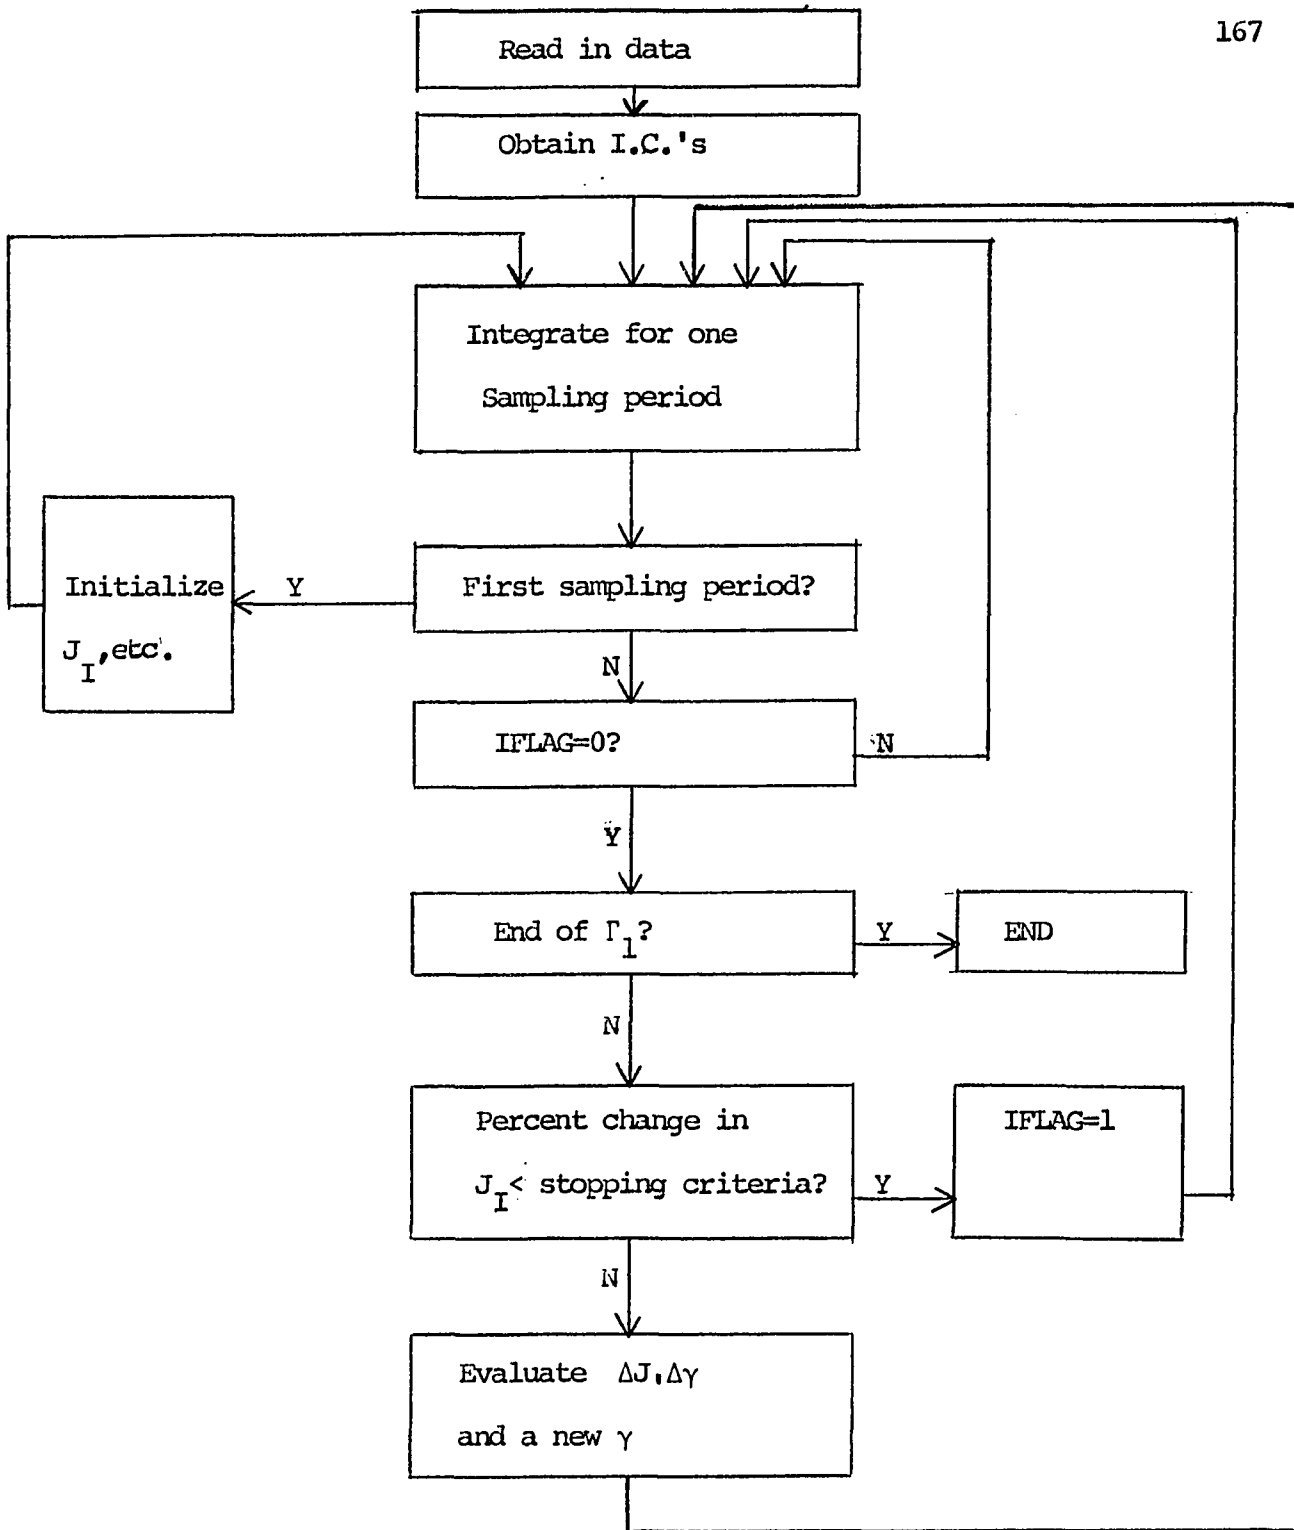 167
Read in data
Obtain I.C.'s
Integrate for one
Sampling period
First sampling period?
Y
Initialize
J_I, etc.
N
IFLAG=0?
N
Y
End of Γ_1?
Y
END
N
Percent change in
J_I< stopping criteria?
Y
IFLAG=1
N
Evaluate ΔJ,Δγ
and a new γ